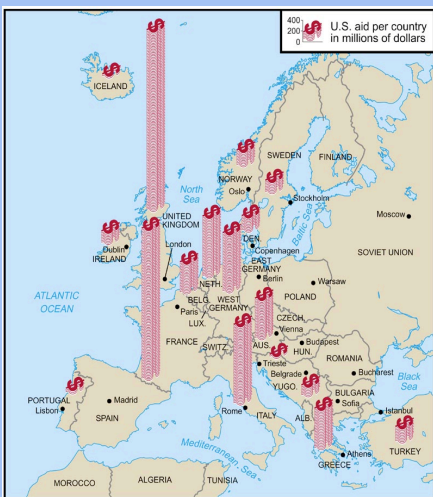 400
200
0
$ U.S. aid per country
in millions of dollars
$
$
ICELAND
$
SWEDEN
FINLAND
NORWAY
Oslo
$
Stockholm
North
Sea
Baltic Sea
Moscow
UNITED
KINGDOM
$
$
$
$
DEN.
Copenhagen
SOVIET UNION
Dublin
IRELAND
London
$
$
EAST
GERMANY
Berlin
NETH.
BELG.
WEST
GERMANY
POLAND
Warsaw
ATLANTIC
OCEAN
Paris
LUX.
$
CZECH.
Vienna
FRANCE
SWITZ.
$
AUS.
Budapest
HUN.
$
Trieste
ROMANIA
Belgrade
Bucharest
Black
Sea
$
YUGO.
$
BULGARIA
Sofia
PORTUGAL
Lisbon
Madrid
SPAIN
Rome
ITALY
ALB.
$
Istanbul
$
TURKEY
Mediterranean Sea
Athens
GREECE
MOROCCO
ALGERIA
TUNISIA